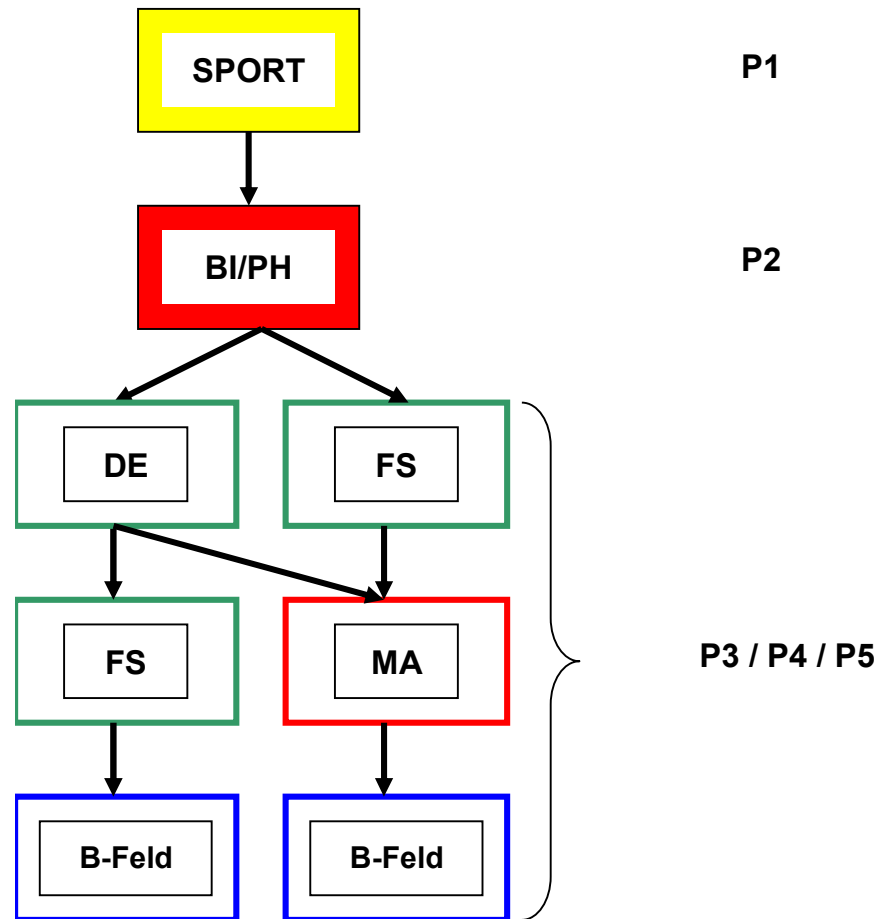 SPORT
P1
BI/PH
P2
DE
FS
FS
MA
P3 / P4 / P5
B-Feld
B-Feld